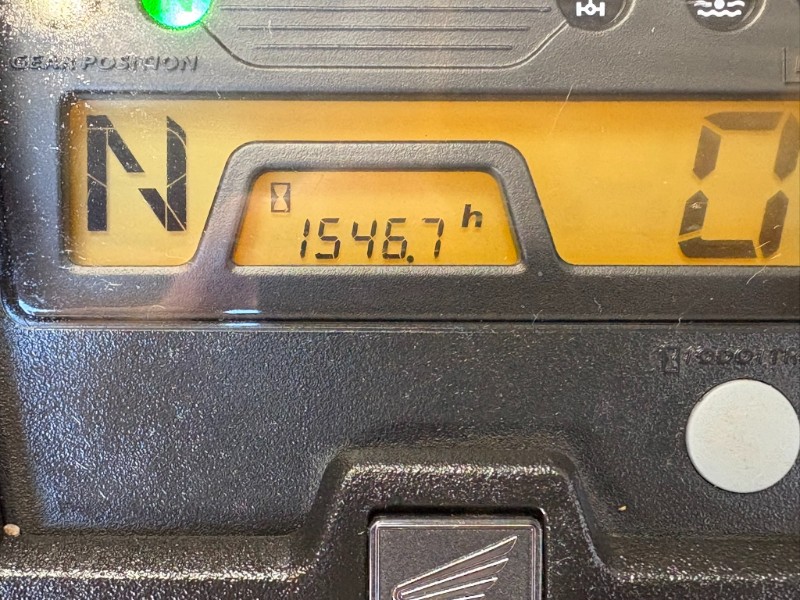 GEAR POSITION
N
0
1546.7 h